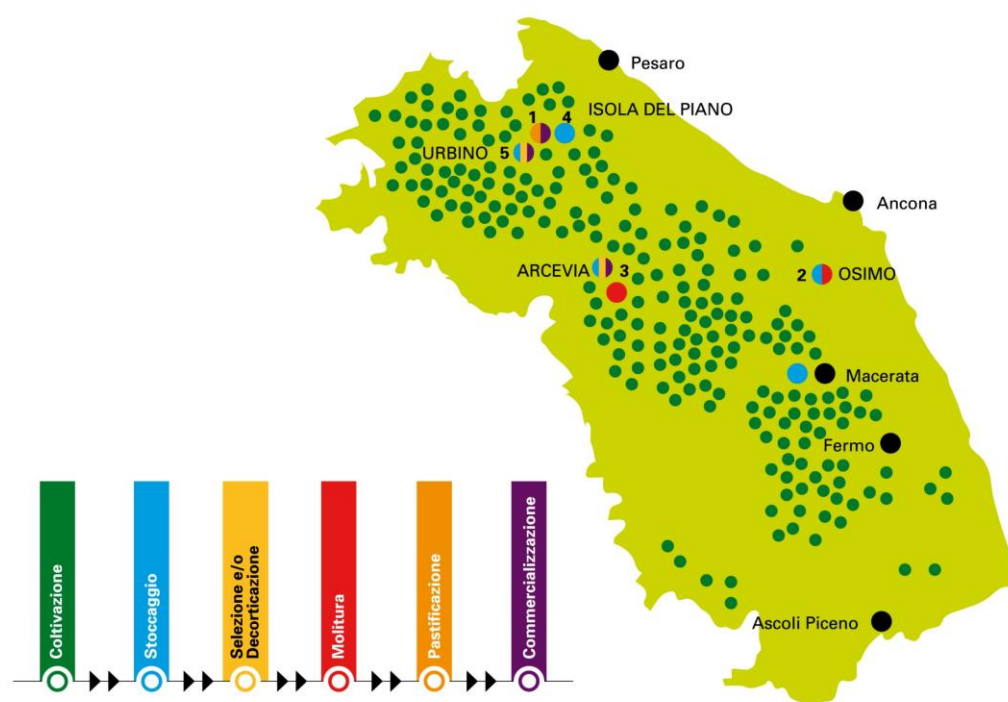 Pesaro
ISOLA DEL PIANO
1
4
URBINO
5
Ancona
ARCEVIA
3
2
OSIMO
Macerata
Fermo
Ascoli Piceno
Coltivazione
Stoccaggio
Selezione e/o
Decorticazione
Molitura
Pastificazione
Commercializzazione